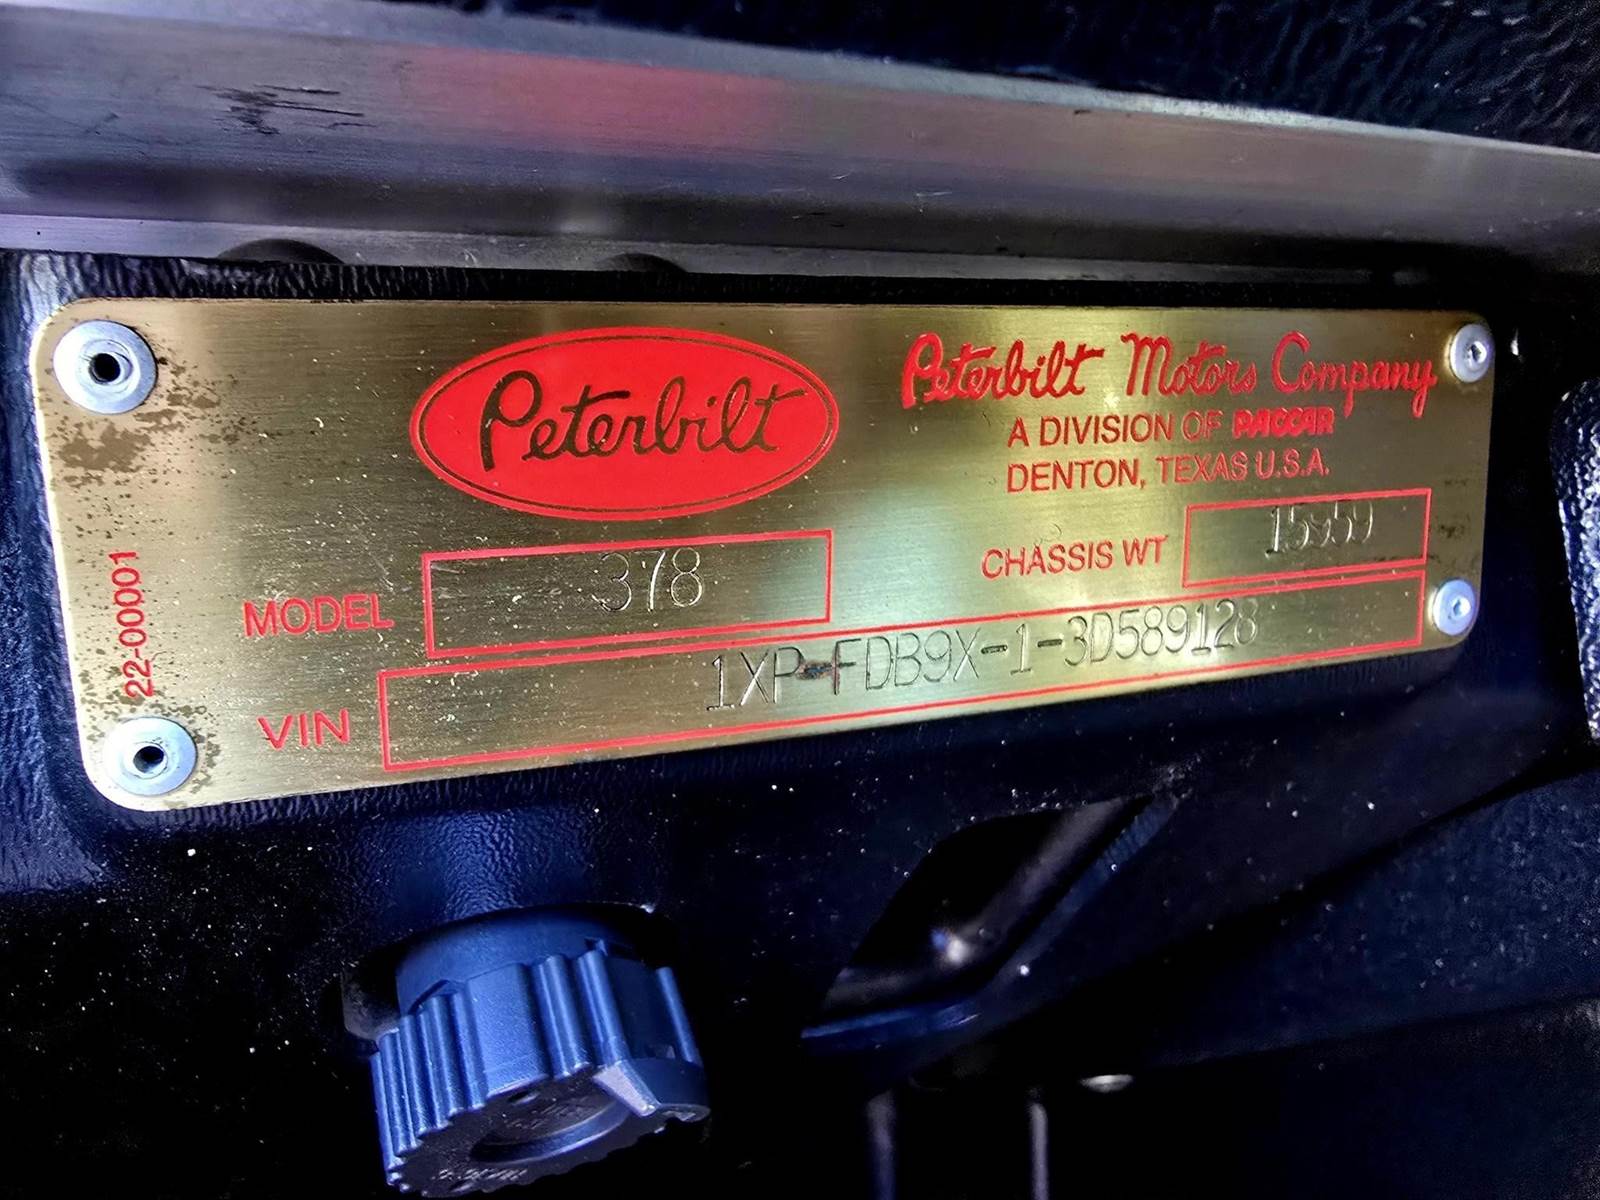 Peterbilt
Peterbilt Motors Company
A DIVISION OF PACCAR
DENTON, TEXAS U.S.A.
MODEL 378
CHASSIS WT 15959
VIN 1XP-FDB9X-1-3D589128
22-00001